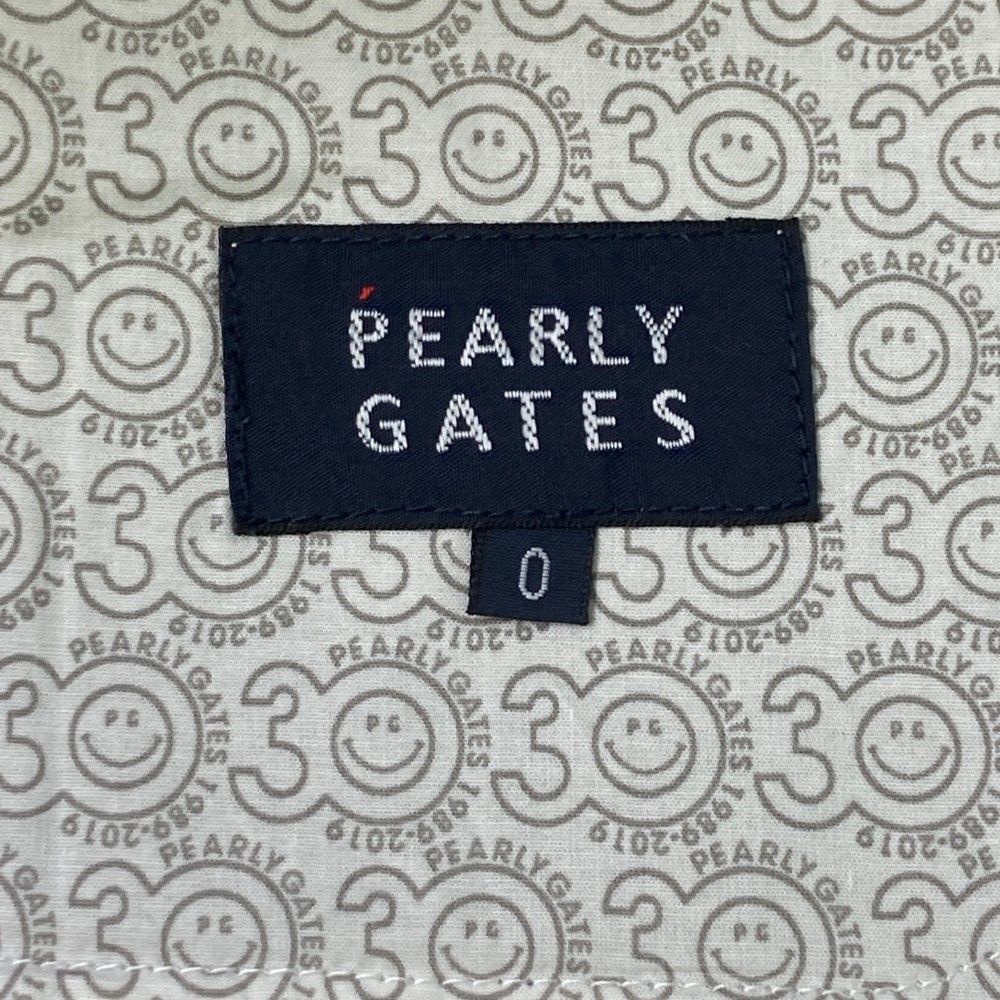 PEARLY
GATES
0
30
PG
PEARLY GATES 1989-2019